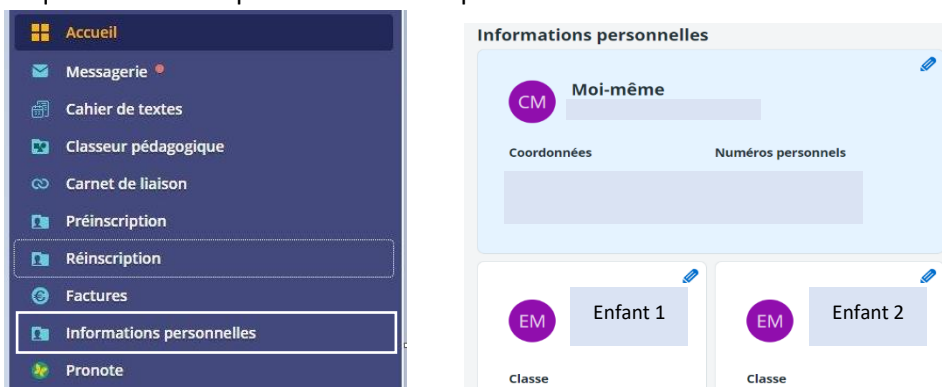 Accueil
Messagerie
Cahier de textes
Classeur pédagogique
Carnet de liaison
Préinscription
Réinscription
Factures
Informations personnelles
Pronote
Informations personnelles
CM
Moi-même
Coordonnées Numéros personnels
EM Enfant 1 EM Enfant 2
Classe Classe